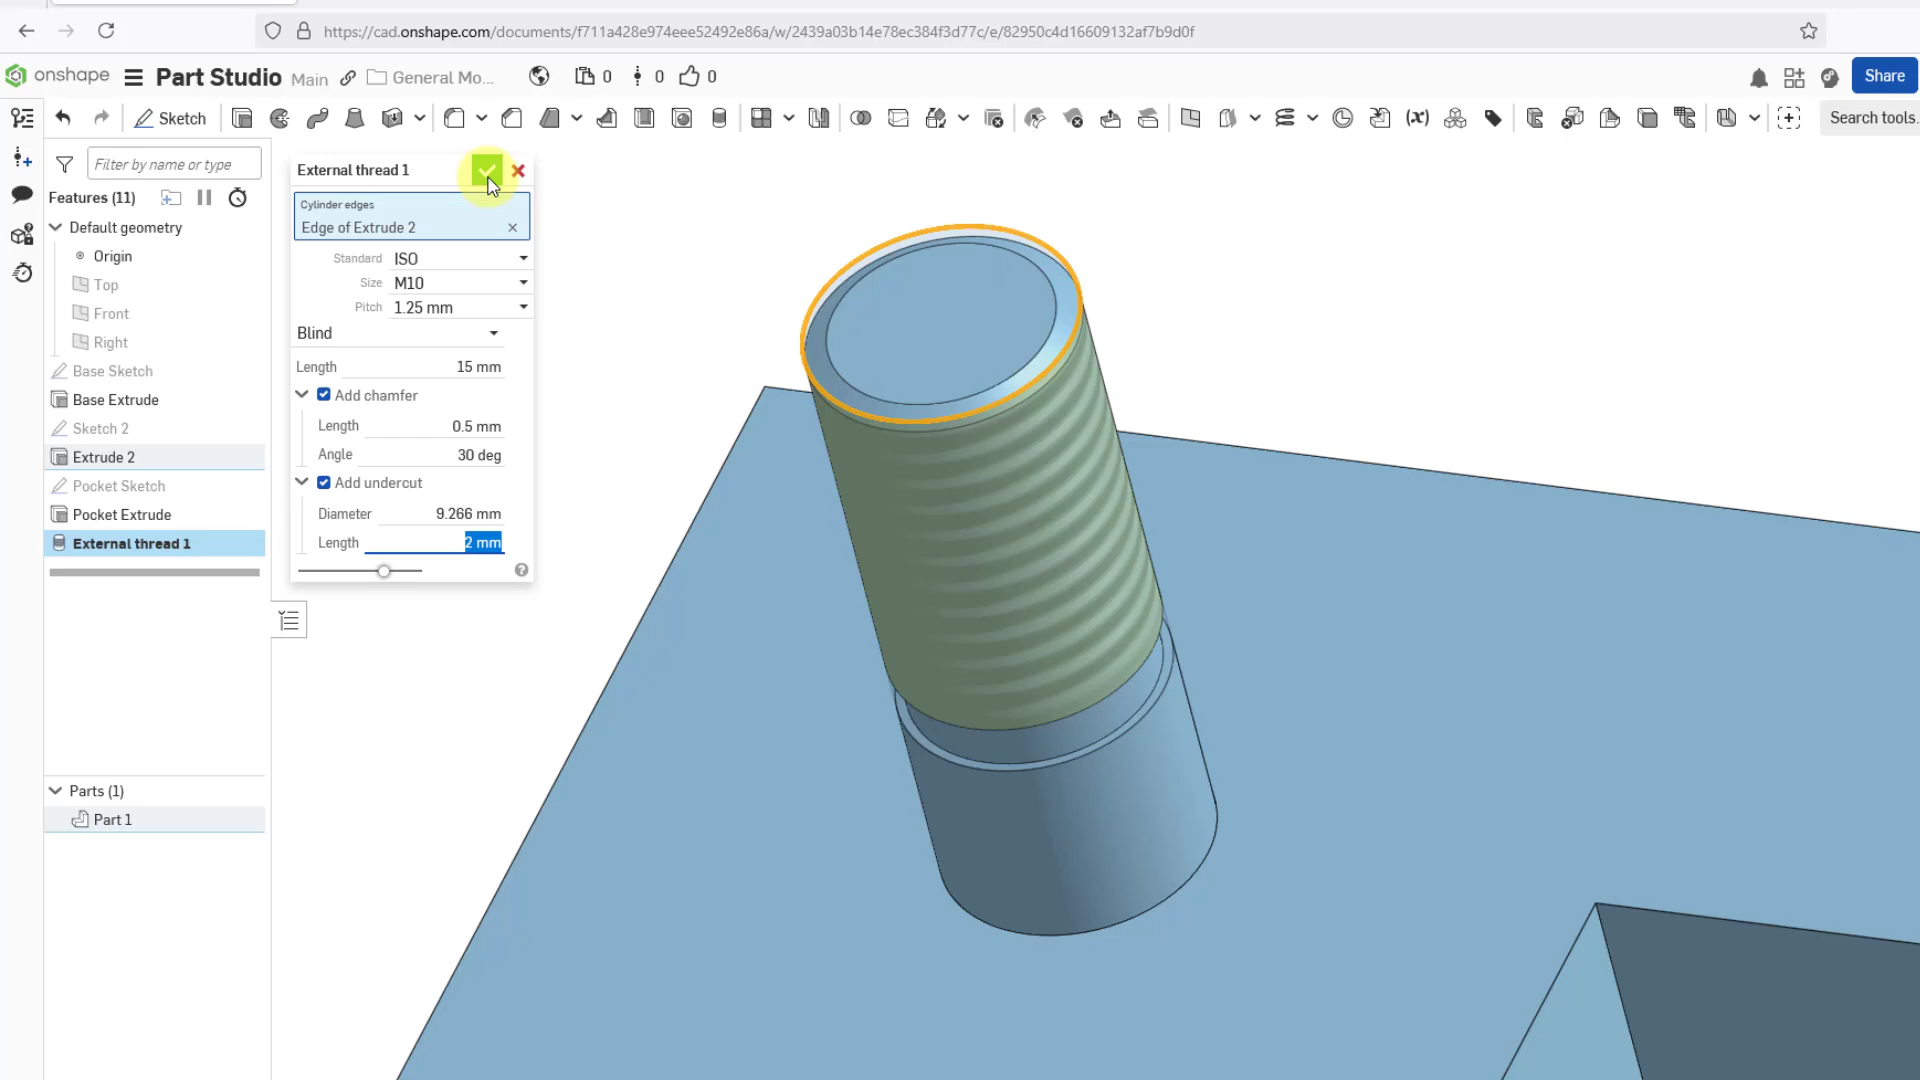 https://cad.onshape.com/documents/f711a428e974eee52492e86a/w/2439a03b14e78ec384f3d77c/e/82950c4d16609132af7b9d0f
onshape Part Studio Main General Mo... 0 0 0 Share
Sketch (x) Search tools.
Filter by name or type
Features (11)
Default geometry
Origin
Top
Front
Right
Base Sketch
Base Extrude
Sketch 2
Extrude 2
Pocket Sketch
Pocket Extrude
External thread 1
Parts (1)
Part 1
External thread 1
Cylinder edges
Edge of Extrude 2
Standard ISO
Size M10
Pitch 1.25 mm
Blind
Length 15 mm
Add chamfer
Length 0.5 mm
Angle 30 deg
Add undercut
Diameter 9.266 mm
Length 2 mm